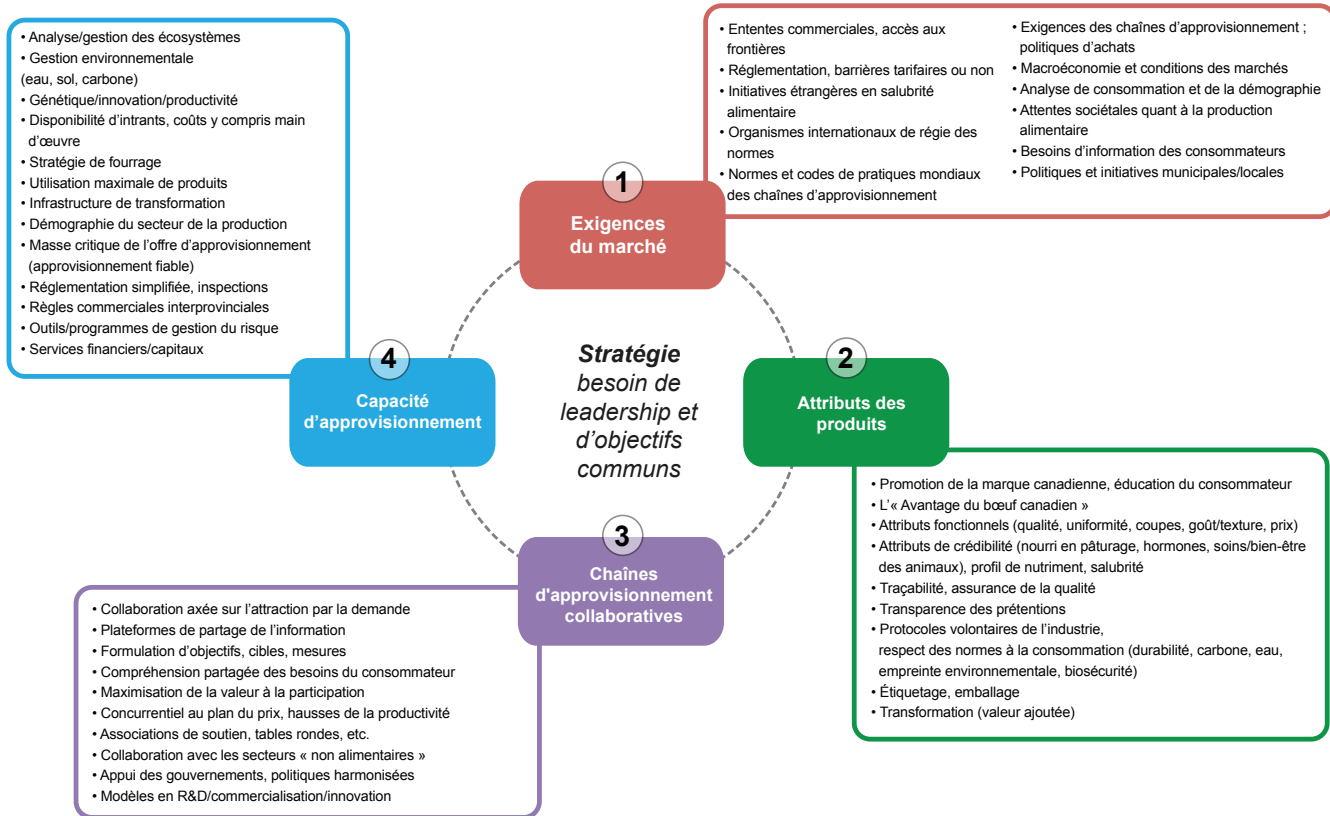 1
Exigences
du marché
• Ententes commerciales, accès aux
frontières
• Réglementation, barrières tarifaires ou non
• Initiatives étrangères en salubrité
alimentaire
• Organismes internationaux de régie des
normes
• Normes et codes de pratiques mondiaux
des chaînes d'approvisionnement
• Exigences des chaînes d'approvisionnement ;
politiques d'achats
• Macroéconomie et conditions des marchés
• Analyse de consommation et de la démographie
• Attentes sociétales quant à la production
alimentaire
• Besoins d'information des consommateurs
• Politiques et initiatives municipales/locales
2
Attributs des
produits
• Promotion de la marque canadienne, éducation du consommateur
• L'« Avantage du bœuf canadien »
• Attributs fonctionnels (qualité, uniformité, coupes, goût/texture, prix)
• Attributs de crédibilité (nourri en pâturage, hormones, soins/bien-être
des animaux), profil de nutriment, salubrité
• Traçabilité, assurance de la qualité
• Transparence des prétentions
• Protocoles volontaires de l'industrie,
respect des normes à la consommation (durabilité, carbone, eau,
empreinte environnementale, biosécurité)
• Étiquetage, emballage
• Transformation (valeur ajoutée)
3
Chaînes
d'approvisionnement
collaboratives
• Collaboration axée sur l'attraction par la demande
• Plateformes de partage de l'information
• Formulation d'objectifs, cibles, mesures
• Compréhension partagée des besoins du consommateur
• Maximisation de la valeur à la participation
• Concurrentiel au plan du prix, hausses de la productivité
• Associations de soutien, tables rondes, etc.
• Collaboration avec les secteurs « non alimentaires »
• Appui des gouvernements, politiques harmonisées
• Modèles en R&D/commercialisation/innovation
4
Capacité
d'approvisionnement
• Analyse/gestion des écosystèmes
• Gestion environnementale
(eau, sol, carbone)
• Génétique/innovation/productivité
• Disponibilité d'intrants, coûts y compris main
d'œuvre
• Stratégie de fourrage
• Utilisation maximale de produits
• Infrastructure de transformation
• Démographie du secteur de la production
• Masse critique de l'offre d'approvisionnement
(approvisionnement fiable)
• Réglementation simplifiée, inspections
• Règles commerciales interprovinciales
• Outils/programmes de gestion du risque
• Services financiers/capitaux
Stratégie
besoin de
leadership et
d'objectifs
communs